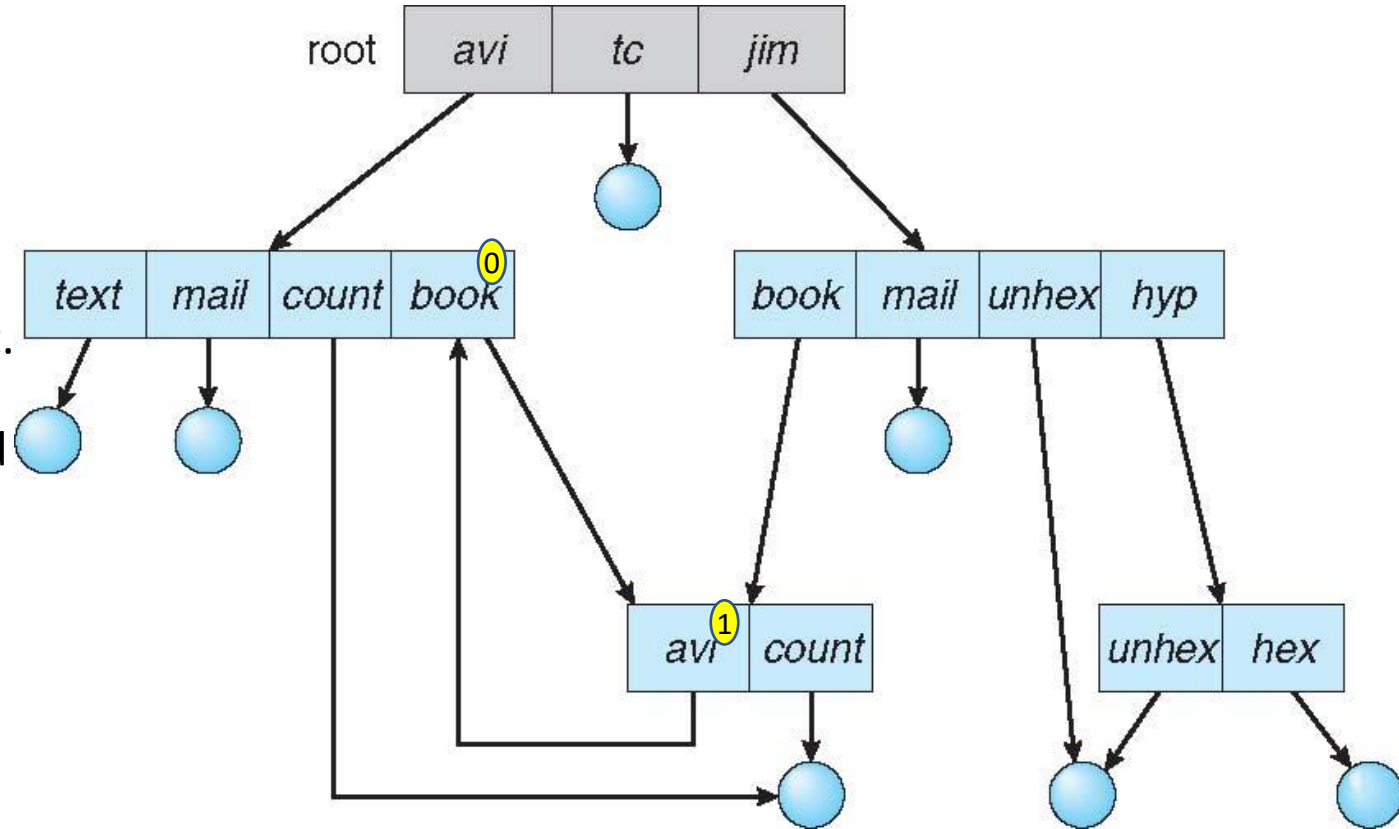 root avi tc jim
0
text mail count book book mail unhex hyp
.
1
avi count unhex hex